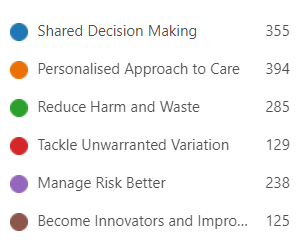 Shared Decision Making 355
Personalised Approach to Care 394
Reduce Harm and Waste 285
Tackle Unwarranted Variation 129
Manage Risk Better 238
Become Innovators and Impro... 125